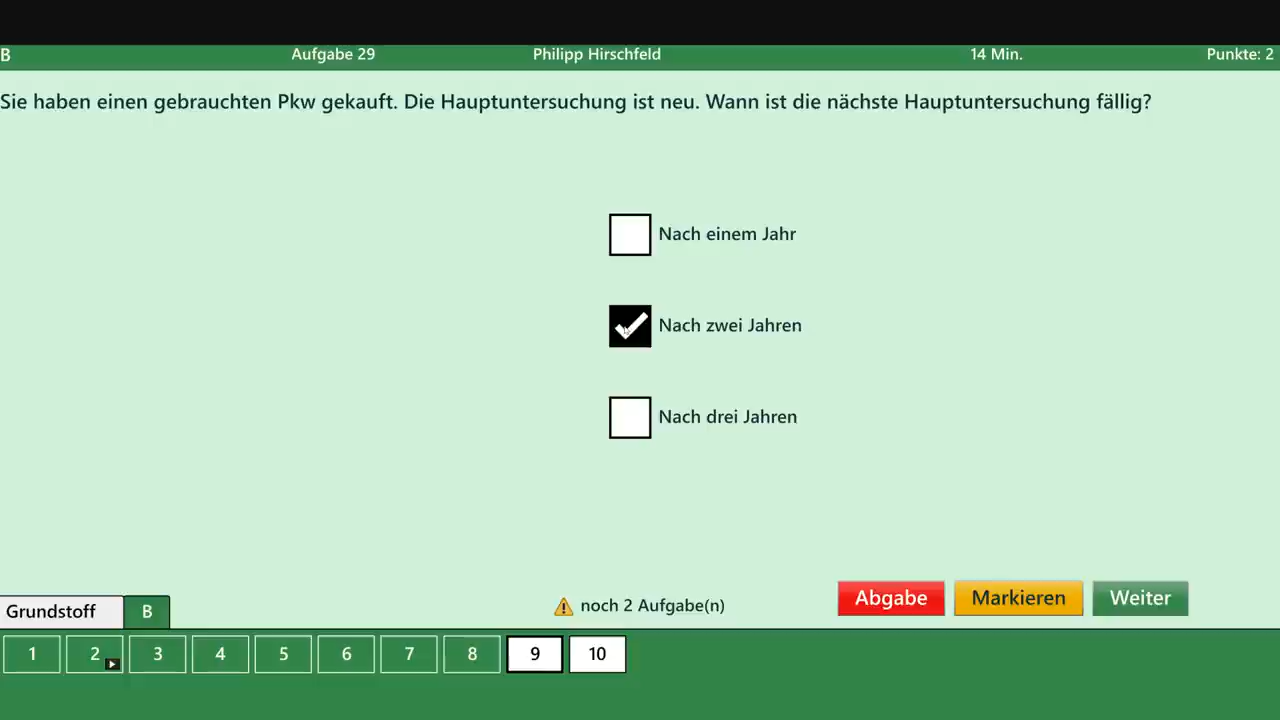 B Aufgabe 29 Philipp Hirschfeld 14 Min. Punkte: 2
Sie haben einen gebrauchten Pkw gekauft. Die Hauptuntersuchung ist neu. Wann ist die nächste Hauptuntersuchung fällig?
Nach einem Jahr
Nach zwei Jahren
Nach drei Jahren
Grundstoff B noch 2 Aufgabe(n) Abgabe Markieren Weiter
1 2 3 4 5 6 7 8 9 10